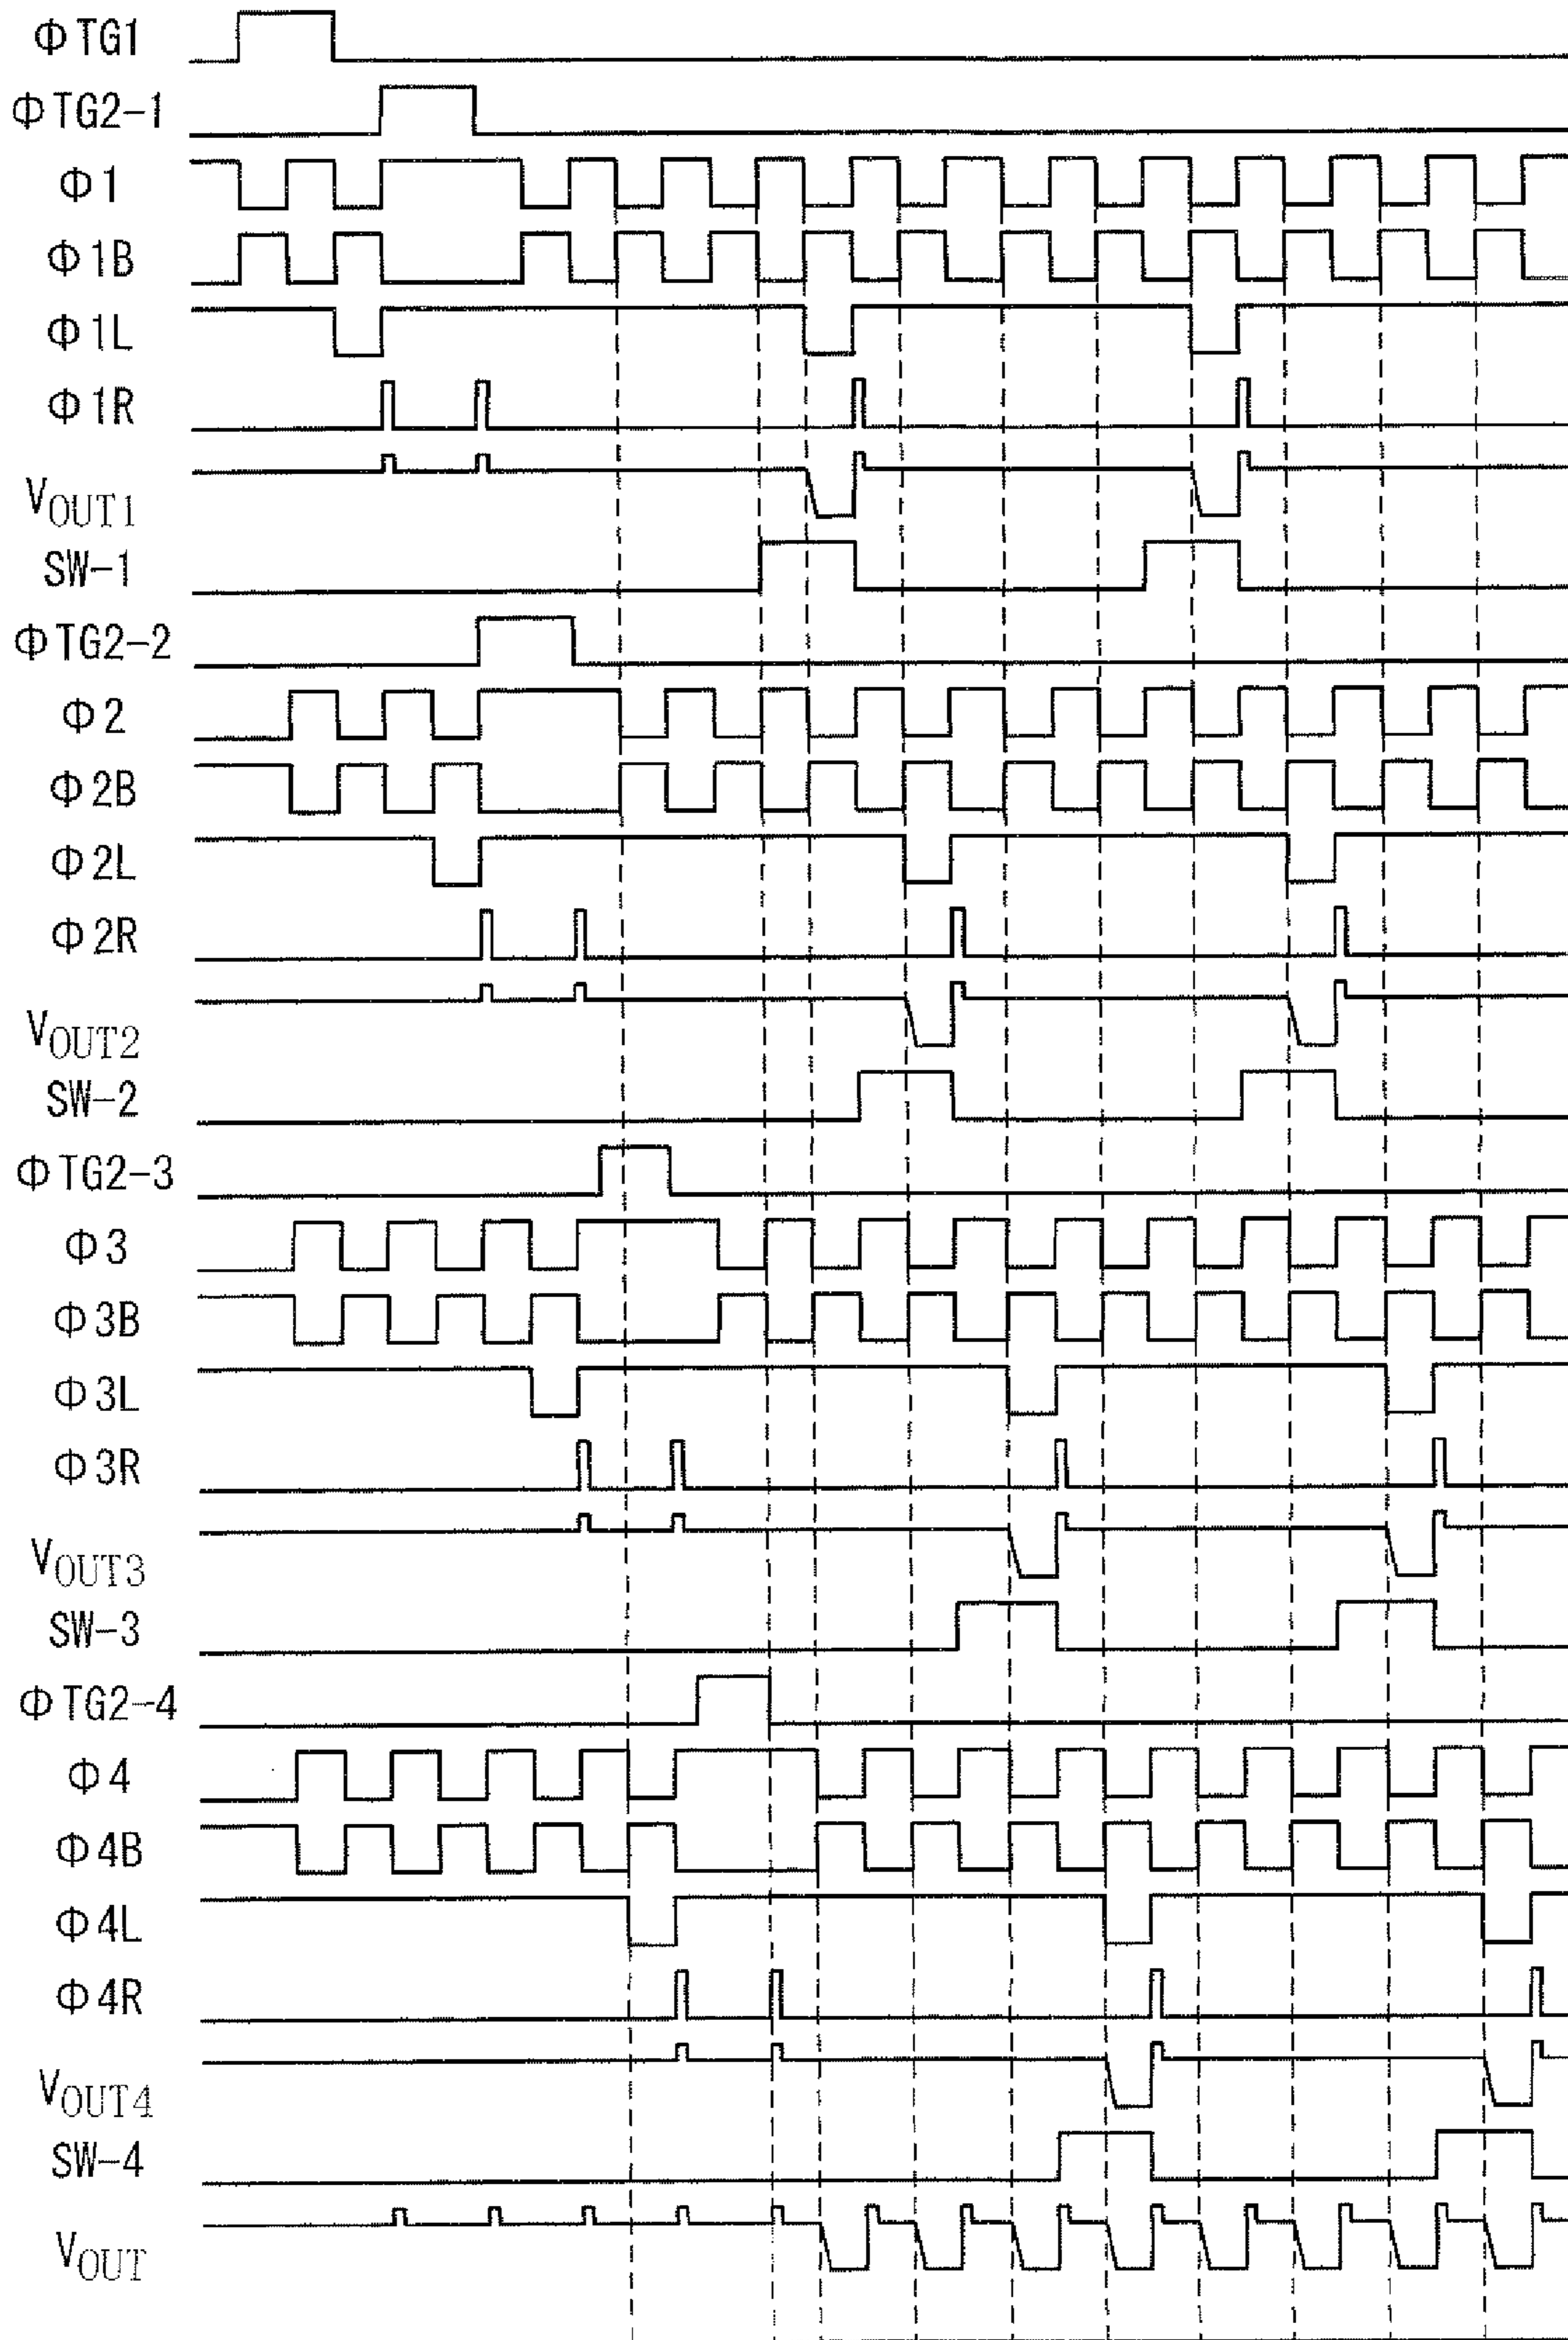 ΦTG1
ΦTG2-1
Φ1
Φ1B
Φ1L
Φ1R
VOUT1
SW-1
ΦTG2-2
Φ2
Φ2B
Φ2L
Φ2R
VOUT2
SW-2
ΦTG2-3
Φ3
Φ3B
Φ3L
Φ3R
VOUT3
SW-3
ΦTG2-4
Φ4
Φ4B
Φ4L
Φ4R
VOUT4
SW-4
VOUT